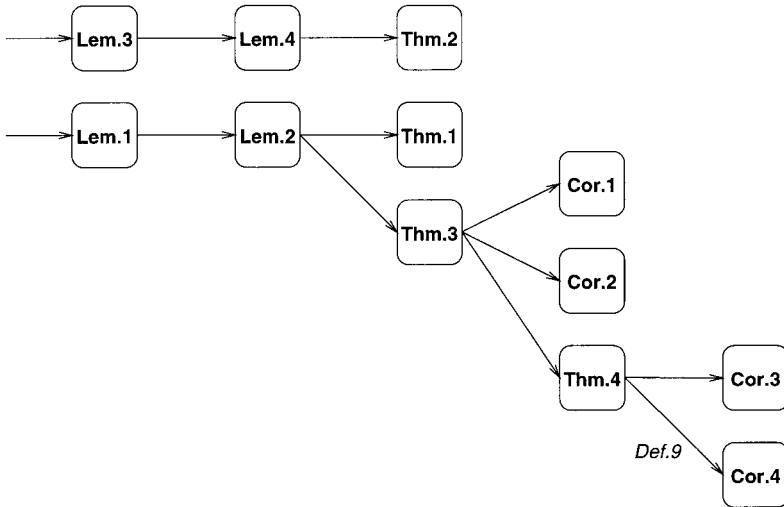 Lem.3 Lem.4 Thm.2
Lem.1 Lem.2 Thm.1
Cor.1
Thm.3
Cor.2
Thm.4 Cor.3
Def.9
Cor.4